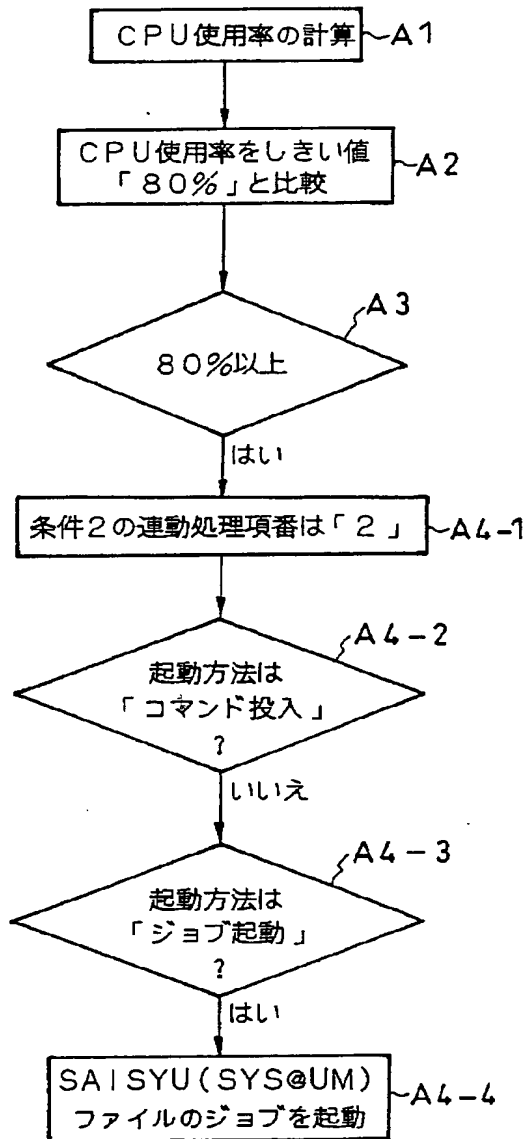 CPU使用率の計算
A1
CPU使用率をしきい値
「80%」と比較
A2
A3
80%以上
はい
条件2の連動処理項番は「2」
A4-1
A4-2
起動方法は
「コマンド投入」
?
いいえ
A4-3
起動方法は
「ジョブ起動」
?
はい
SAISYU(SYS@UM)
ファイルのジョブを起動
A4-4